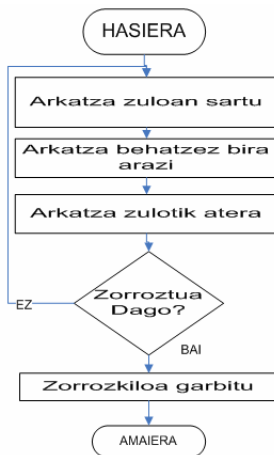 HASIERA
Arkatza zuloan sartu
Arkatza behatzez bira
arazi
Arkatza zulotik atera
Zorroztua
Dago?
EZ
BAI
Zorrozkiloa garbitu
AMAIERA